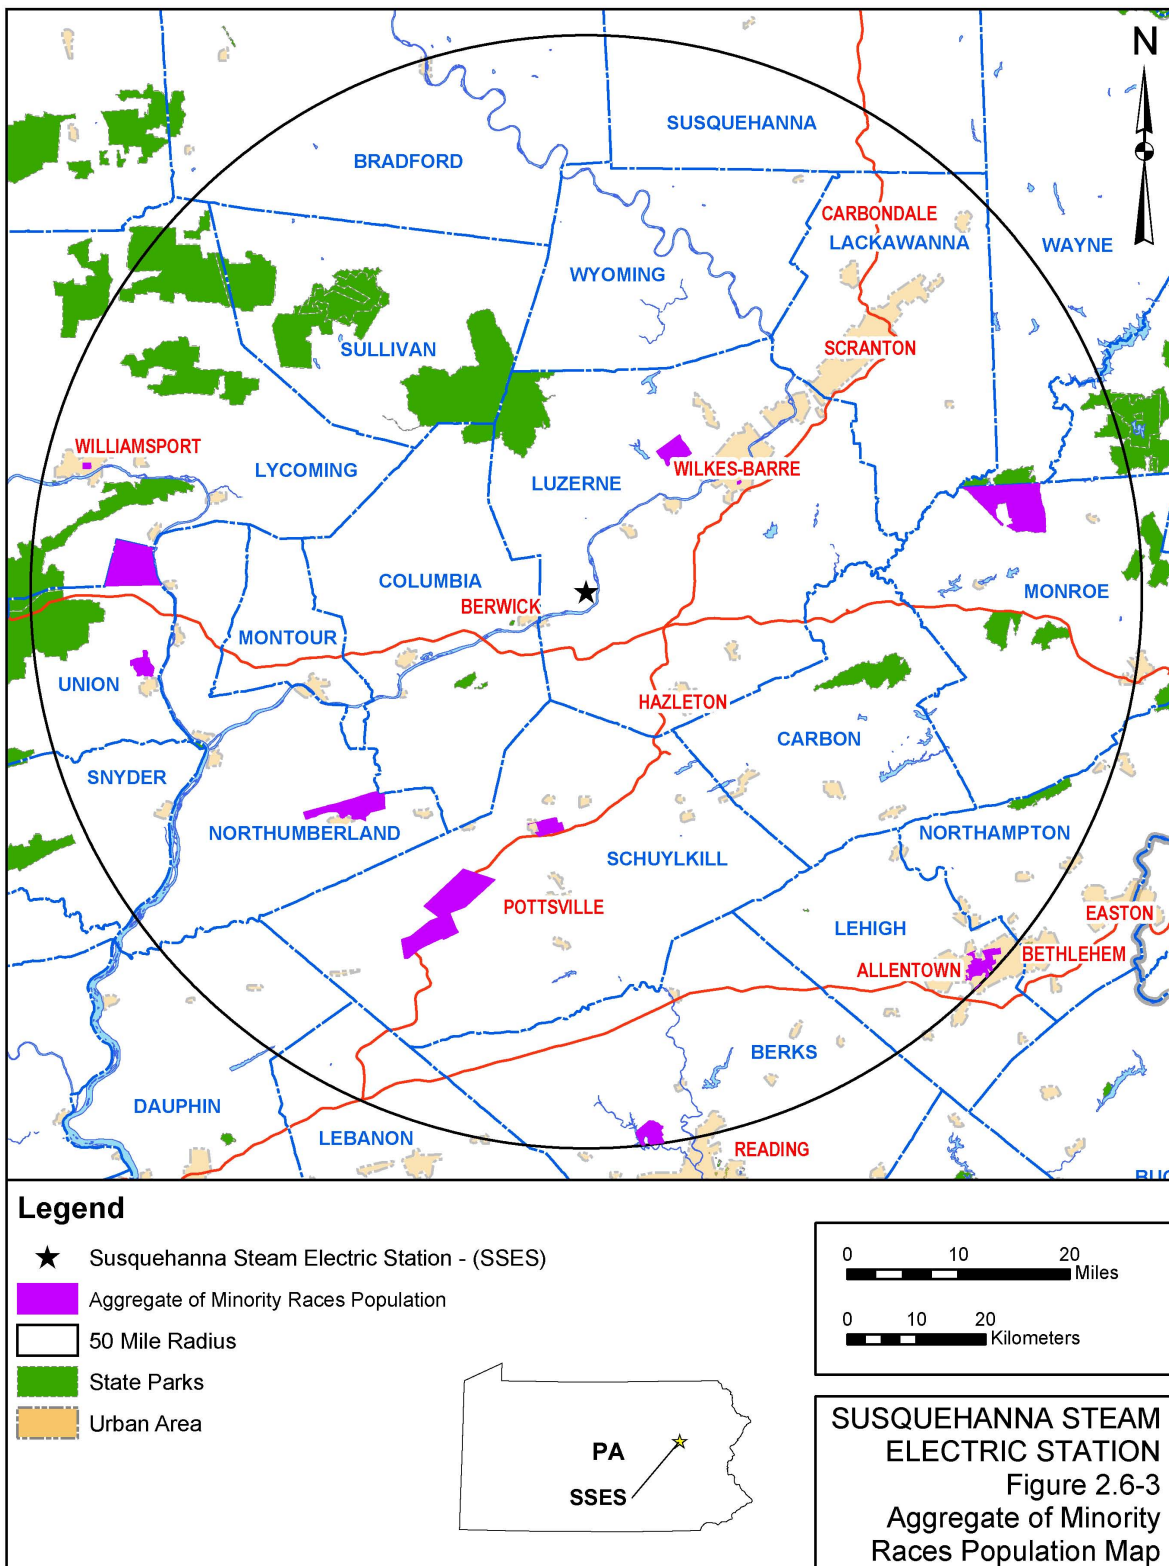 N
SUSQUEHANNA
BRADFORD
CARBONDALE
LACKAWANNA
WAYNE
WYOMING
SULLIVAN
SCRANTON
WILLIAMSPORT
LYCOMING
LUZERNE
WILKES-BARRE
COLUMBIA
BERWICK
MONROE
MONTOUR
UNION
HAZLETON
CARBON
SNYDER
NORTHUMBERLAND
NORTHAMPTON
SCHUYLKILL
POTTSVILLE
EASTON
LEHIGH
BETHLEHEM
ALLENTOWN
BERKS
DAUPHIN
LEBANON
READING
BUC
Legend
Susquehanna Steam Electric Station - (SSES)
Aggregate of Minority Races Population
50 Mile Radius
State Parks
Urban Area
PA
SSES
0 10 20
Miles
0 10 20
Kilometers
SUSQUEHANNA STEAM
ELECTRIC STATION
Figure 2.6-3
Aggregate of Minority
Races Population Map